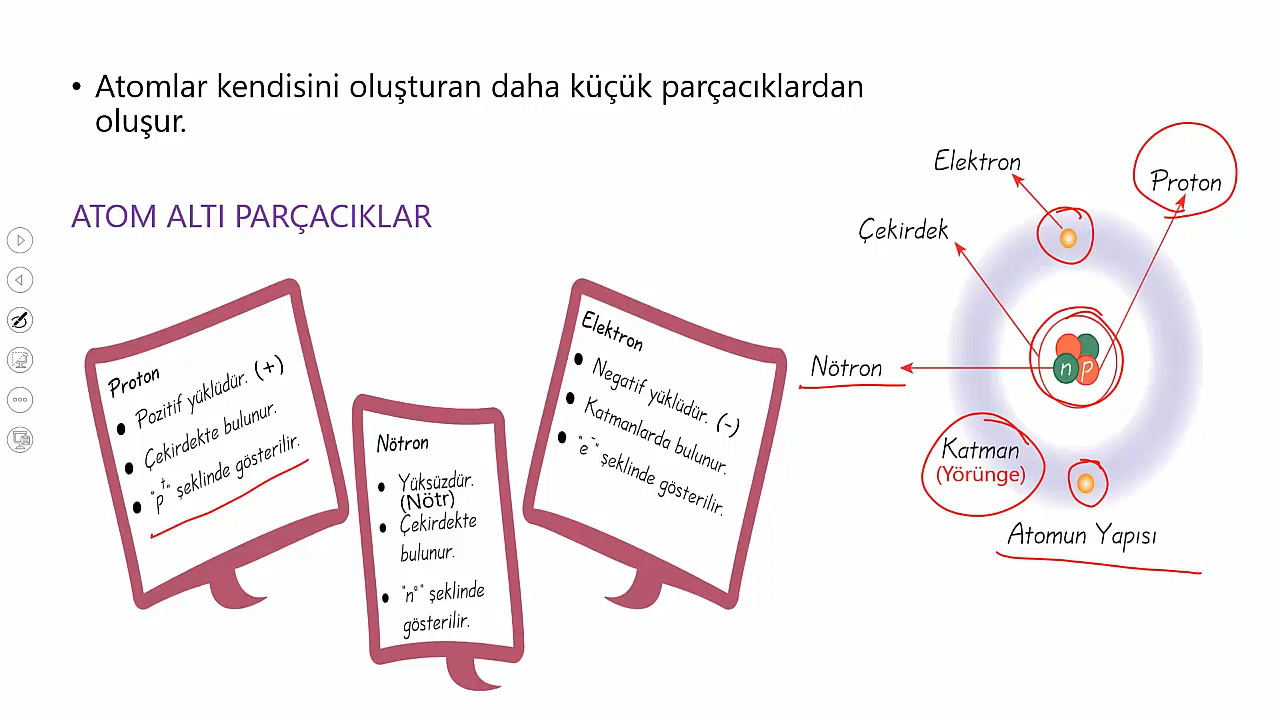 • Atomlar kendisini oluşturan daha küçük parçacıklardan
oluşur.
ATOM ALTI PARÇACIKLAR
Proton
• Pozitif yüklüdür. (+)
• Çekirdekte bulunur.
• "p⁺" şeklinde gösterilir.
Nötron
• Yüksüzdür.
(Nötr)
• Çekirdekte
bulunur.
• "n°" şeklinde
gösterilir.
Elektron
• Negatif yüklüdür. (-)
• Katmanlarda bulunur.
• "e⁻" şeklinde gösterilir.
Elektron
Proton
Çekirdek
Nötron
n p
Katman
(Yörünge)
Atomun Yapısı